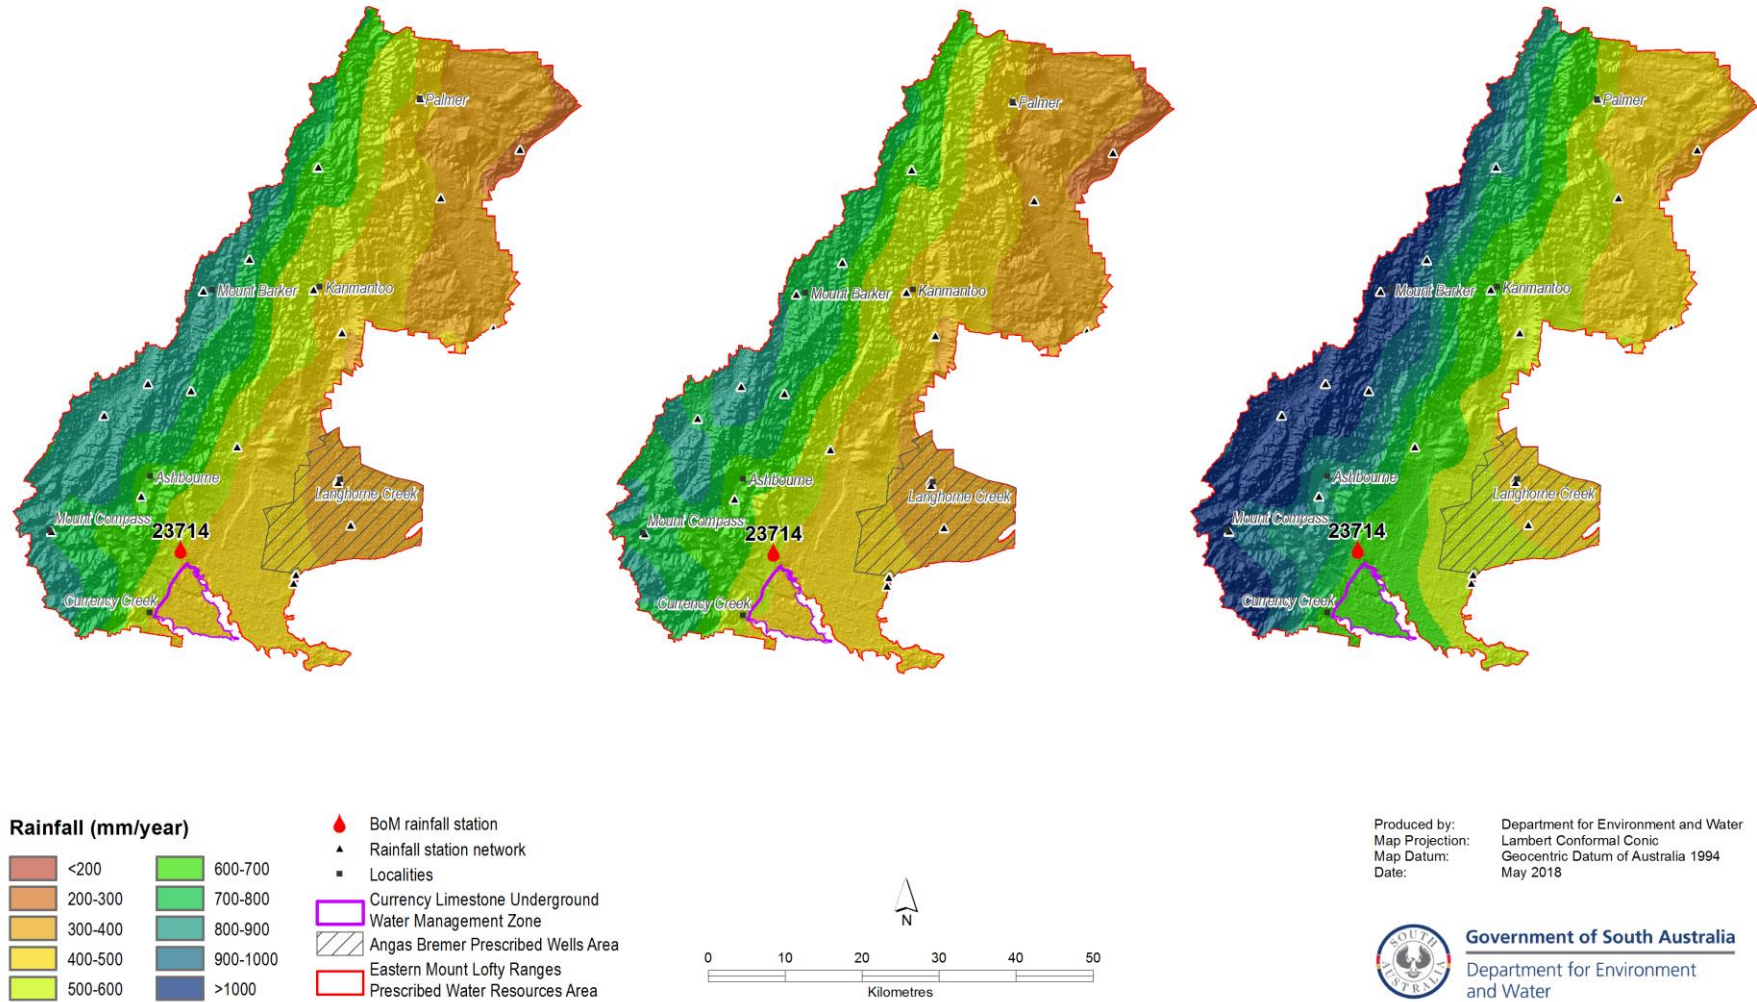 Palmer
Mount Barker
Kanmantoo
Ashbourne
Langhorne Creek
Mount Compass
23714
Currency Creek
Palmer
Mount Barker
Kanmantoo
Ashbourne
Langhorne Creek
Mount Compass
23714
Currency Creek
Palmer
Mount Barker
Kanmantoo
Ashbourne
Langhorne Creek
Mount Compass
23714
Currency Creek
Rainfall (mm/year)
<200
200-300
300-400
400-500
500-600
600-700
700-800
800-900
900-1000
>1000
BoM rainfall station
Rainfall station network
Localities
Currency Limestone Underground
Water Management Zone
Angas Bremer Prescribed Wells Area
Eastern Mount Lofty Ranges
Prescribed Water Resources Area
N
0 10 20 30 40 50
Kilometres
Produced by: Department for Environment and Water
Map Projection: Lambert Conformal Conic
Map Datum: Geocentric Datum of Australia 1994
Date: May 2018
SOUTH
AUSTRALIA
Government of South Australia
Department for Environment
and Water